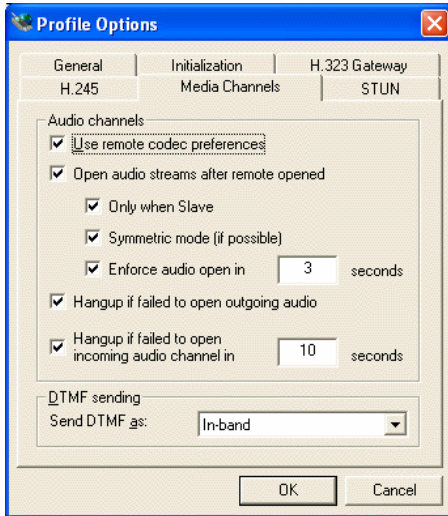 Profile Options
General Initialization H.323 Gateway
H.245 Media Channels STUN
Audio channels
Use remote codec preferences
Open audio streams after remote opened
Only when Slave
Symmetric mode (if possible)
Enforce audio open in 3 seconds
Hangup if failed to open outgoing audio
Hangup if failed to open
incoming audio channel in 10 seconds
DTMF sending
Send DTMF as: In-band
OK Cancel